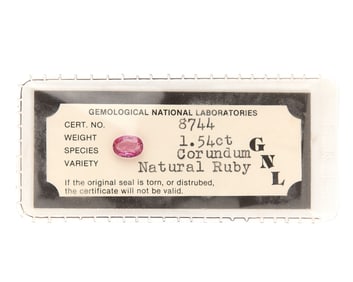 GEMOLOGICAL NATIONAL LABORATORIES
CERT. NO. 8744
WEIGHT 1.54ct
SPECIES Corundum
VARIETY Natural Ruby
GNL
If the original seal is torn, or distrubed,
the certificate will not be valid.